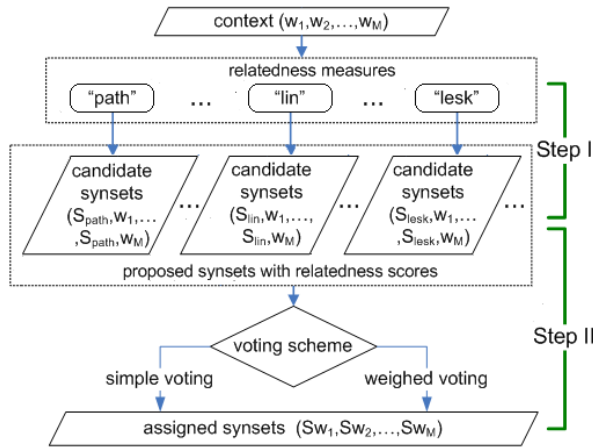 context (w1,w2,…,wM)
relatedness measures
“path” … “lin” … “lesk”
Step I
candidate synsets (Spath,w1,… ,Spath,wM)
…
candidate synsets (Slin,w1,…, Slin,wM)
…
candidate synsets (Slesk,w1,… ,Slesk,wM)
…
proposed synsets with relatedness scores
Step II
voting scheme
simple voting
weighed voting
assigned synsets (Sw1,Sw2,…,SwM)